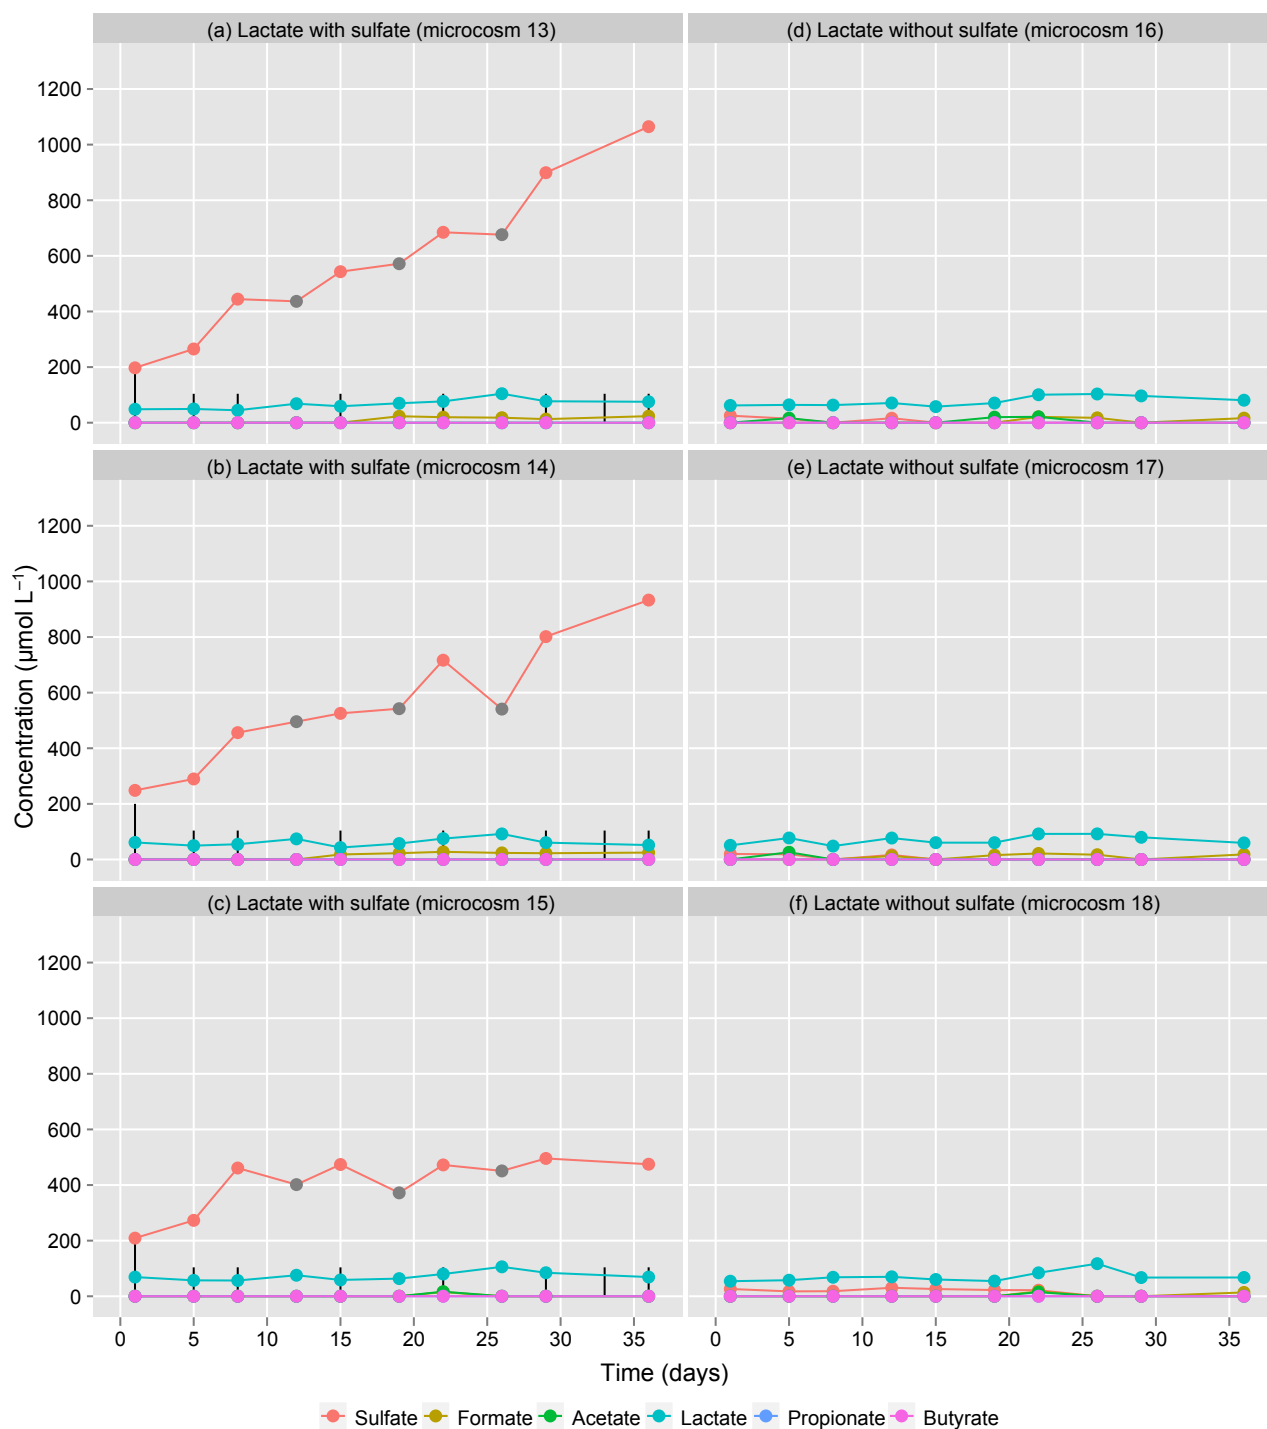 (a) Lactate with sulfate (microcosm 13)
(d) Lactate without sulfate (microcosm 16)
1200
1000
800
600
400
200
0
(b) Lactate with sulfate (microcosm 14)
(e) Lactate without sulfate (microcosm 17)
1200
1000
800
600
400
200
0
Concentration (µmol L⁻¹)
(c) Lactate with sulfate (microcosm 15)
(f) Lactate without sulfate (microcosm 18)
1200
1000
800
600
400
200
0
0 5 10 15 20 25 30 35
0 5 10 15 20 25 30 35
Time (days)
Sulfate Formate Acetate Lactate Propionate Butyrate